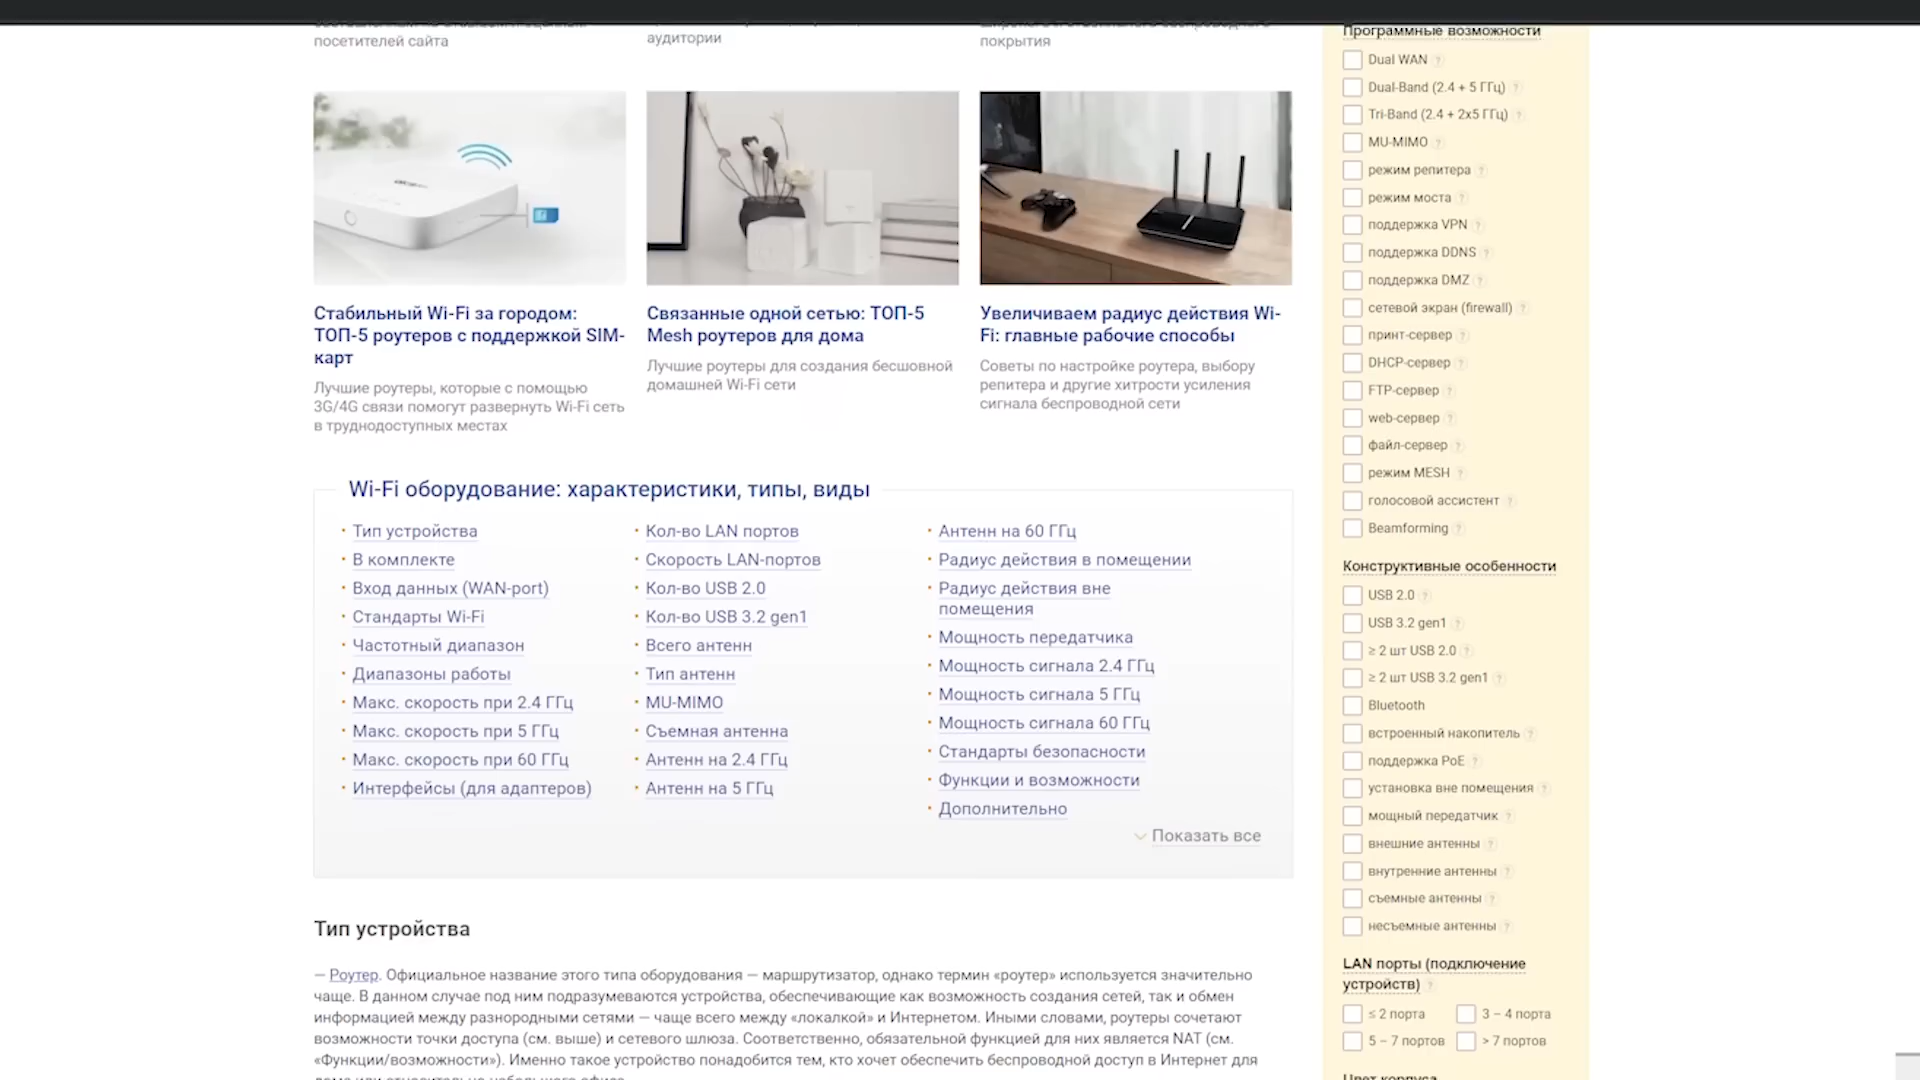 посетителей сайта
аудитории
покрытия
Стабильный Wi-Fi за городом:
ТОП-5 роутеров с поддержкой SIM-
карт
Лучшие роутеры, которые с помощью
3G/4G связи помогут развернуть Wi-Fi сеть
в труднодоступных местах
Связанные одной сетью: ТОП-5
Mesh роутеров для дома
Лучшие роутеры для создания бесшовной
домашней Wi-Fi сети
Увеличиваем радиус действия Wi-
Fi: главные рабочие способы
Советы по настройке роутера, выбору
репитера и другие хитрости усиления
сигнала беспроводной сети
Wi-Fi оборудование: характеристики, типы, виды
Тип устройства
В комплекте
Вход данных (WAN-port)
Стандарты Wi-Fi
Частотный диапазон
Диапазоны работы
Макс. скорость при 2.4 ГГц
Макс. скорость при 5 ГГц
Макс. скорость при 60 ГГц
Интерфейсы (для адаптеров)
Кол-во LAN портов
Скорость LAN-портов
Кол-во USB 2.0
Кол-во USB 3.2 gen1
Всего антенн
Тип антенн
MU-MIMO
Съемная антенна
Антенн на 2.4 ГГц
Антенн на 5 ГГц
Антенн на 60 ГГц
Радиус действия в помещении
Радиус действия вне
помещения
Мощность передатчика
Мощность сигнала 2.4 ГГц
Мощность сигнала 5 ГГц
Мощность сигнала 60 ГГц
Стандарты безопасности
Функции и возможности
Дополнительно
Показать все
Тип устройства
— Роутер. Официальное название этого типа оборудования — маршрутизатор, однако термин «роутер» используется значительно
чаще. В данном случае под ним подразумеваются устройства, обеспечивающие как возможность создания сетей, так и обмен
информацией между разнородными сетями — чаще всего между «локалкой» и Интернетом. Иными словами, роутеры сочетают
возможности точки доступа (см. выше) и сетевого шлюза. Соответственно, обязательной функцией для них является NAT (см.
«Функции/возможности»). Именно такое устройство понадобится тем, кто хочет обеспечить беспроводной доступ в Интернет для
Программные возможности
Dual WAN ?
Dual-Band (2.4 + 5 ГГц) ?
Tri-Band (2.4 + 2x5 ГГц) ?
MU-MIMO ?
режим репитера ?
режим моста ?
поддержка VPN ?
поддержка DDNS ?
поддержка DMZ ?
сетевой экран (firewall) ?
принт-сервер ?
DHCP-сервер ?
FTP-сервер ?
web-сервер ?
файл-сервер ?
режим MESH ?
голосовой ассистент ?
Beamforming ?
Конструктивные особенности
USB 2.0 ?
USB 3.2 gen1 ?
≥ 2 шт USB 2.0 ?
≥ 2 шт USB 3.2 gen1 ?
Bluetooth
встроенный накопитель ?
поддержка PoE ?
установка вне помещения ?
мощный передатчик ?
внешние антенны ?
внутренние антенны ?
съемные антенны ?
несъемные антенны ?
LAN порты (подключение
устройств) ?
≤ 2 порта 3 – 4 порта
5 – 7 портов > 7 портов